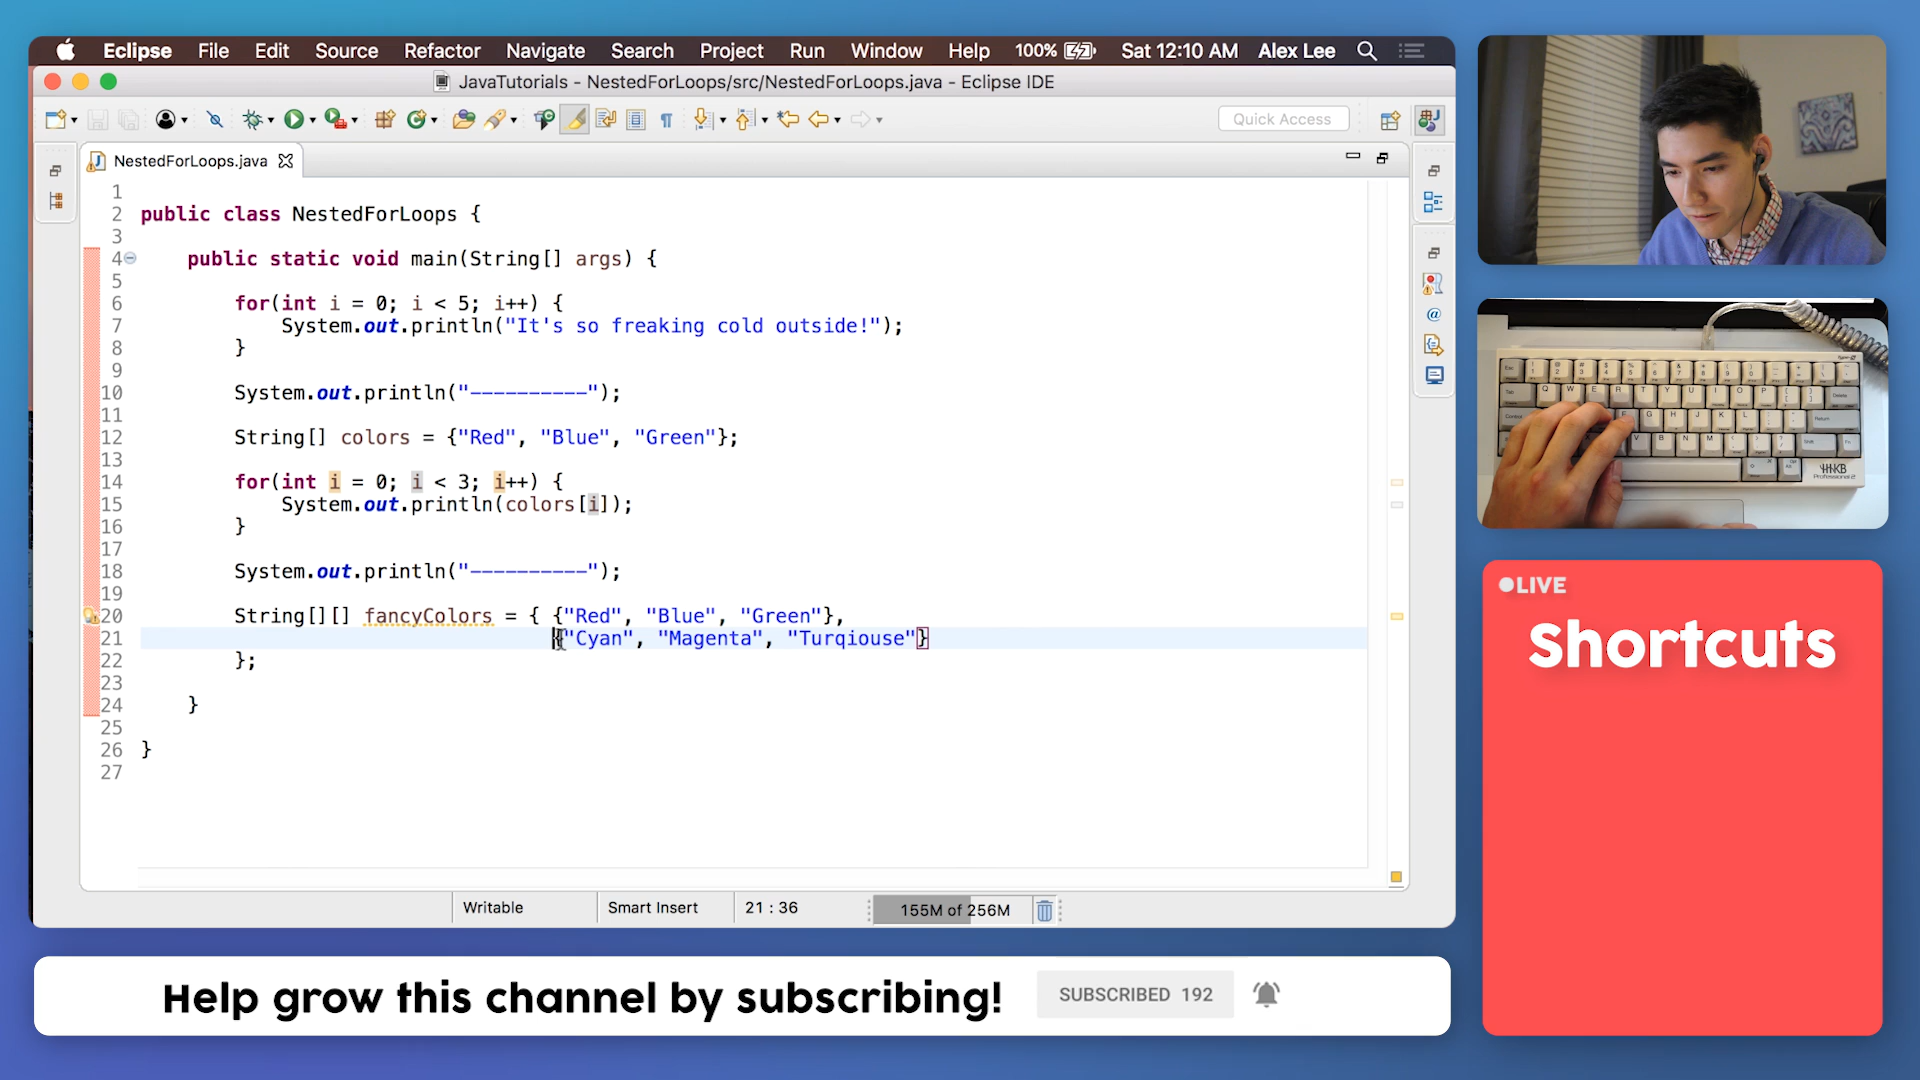 Eclipse File Edit Source Refactor Navigate Search Project Run Window Help 100% Sat 12:10 AM Alex Lee
JavaTutorials - NestedForLoops/src/NestedForLoops.java - Eclipse IDE
Quick Access
NestedForLoops.java
1
2 public class NestedForLoops {
3
4 public static void main(String[] args) {
5
6 for(int i = 0; i < 5; i++) {
7 System.out.println("It's so freaking cold outside!");
8 }
9
10 System.out.println("----------");
11
12 String[] colors = {"Red", "Blue", "Green"};
13
14 for(int i = 0; i < 3; i++) {
15 System.out.println(colors[i]);
16 }
17
18 System.out.println("----------");
19
20 String[][] fancyColors = { {"Red", "Blue", "Green"},
21 {"Cyan", "Magenta", "Turqiouse"}
22 };
23
24 }
25
26 }
27
Writable Smart Insert 21 : 36 155M of 256M
LIVE
Shortcuts
HHKB
Professional2
Help grow this channel by subscribing! SUBSCRIBED 192